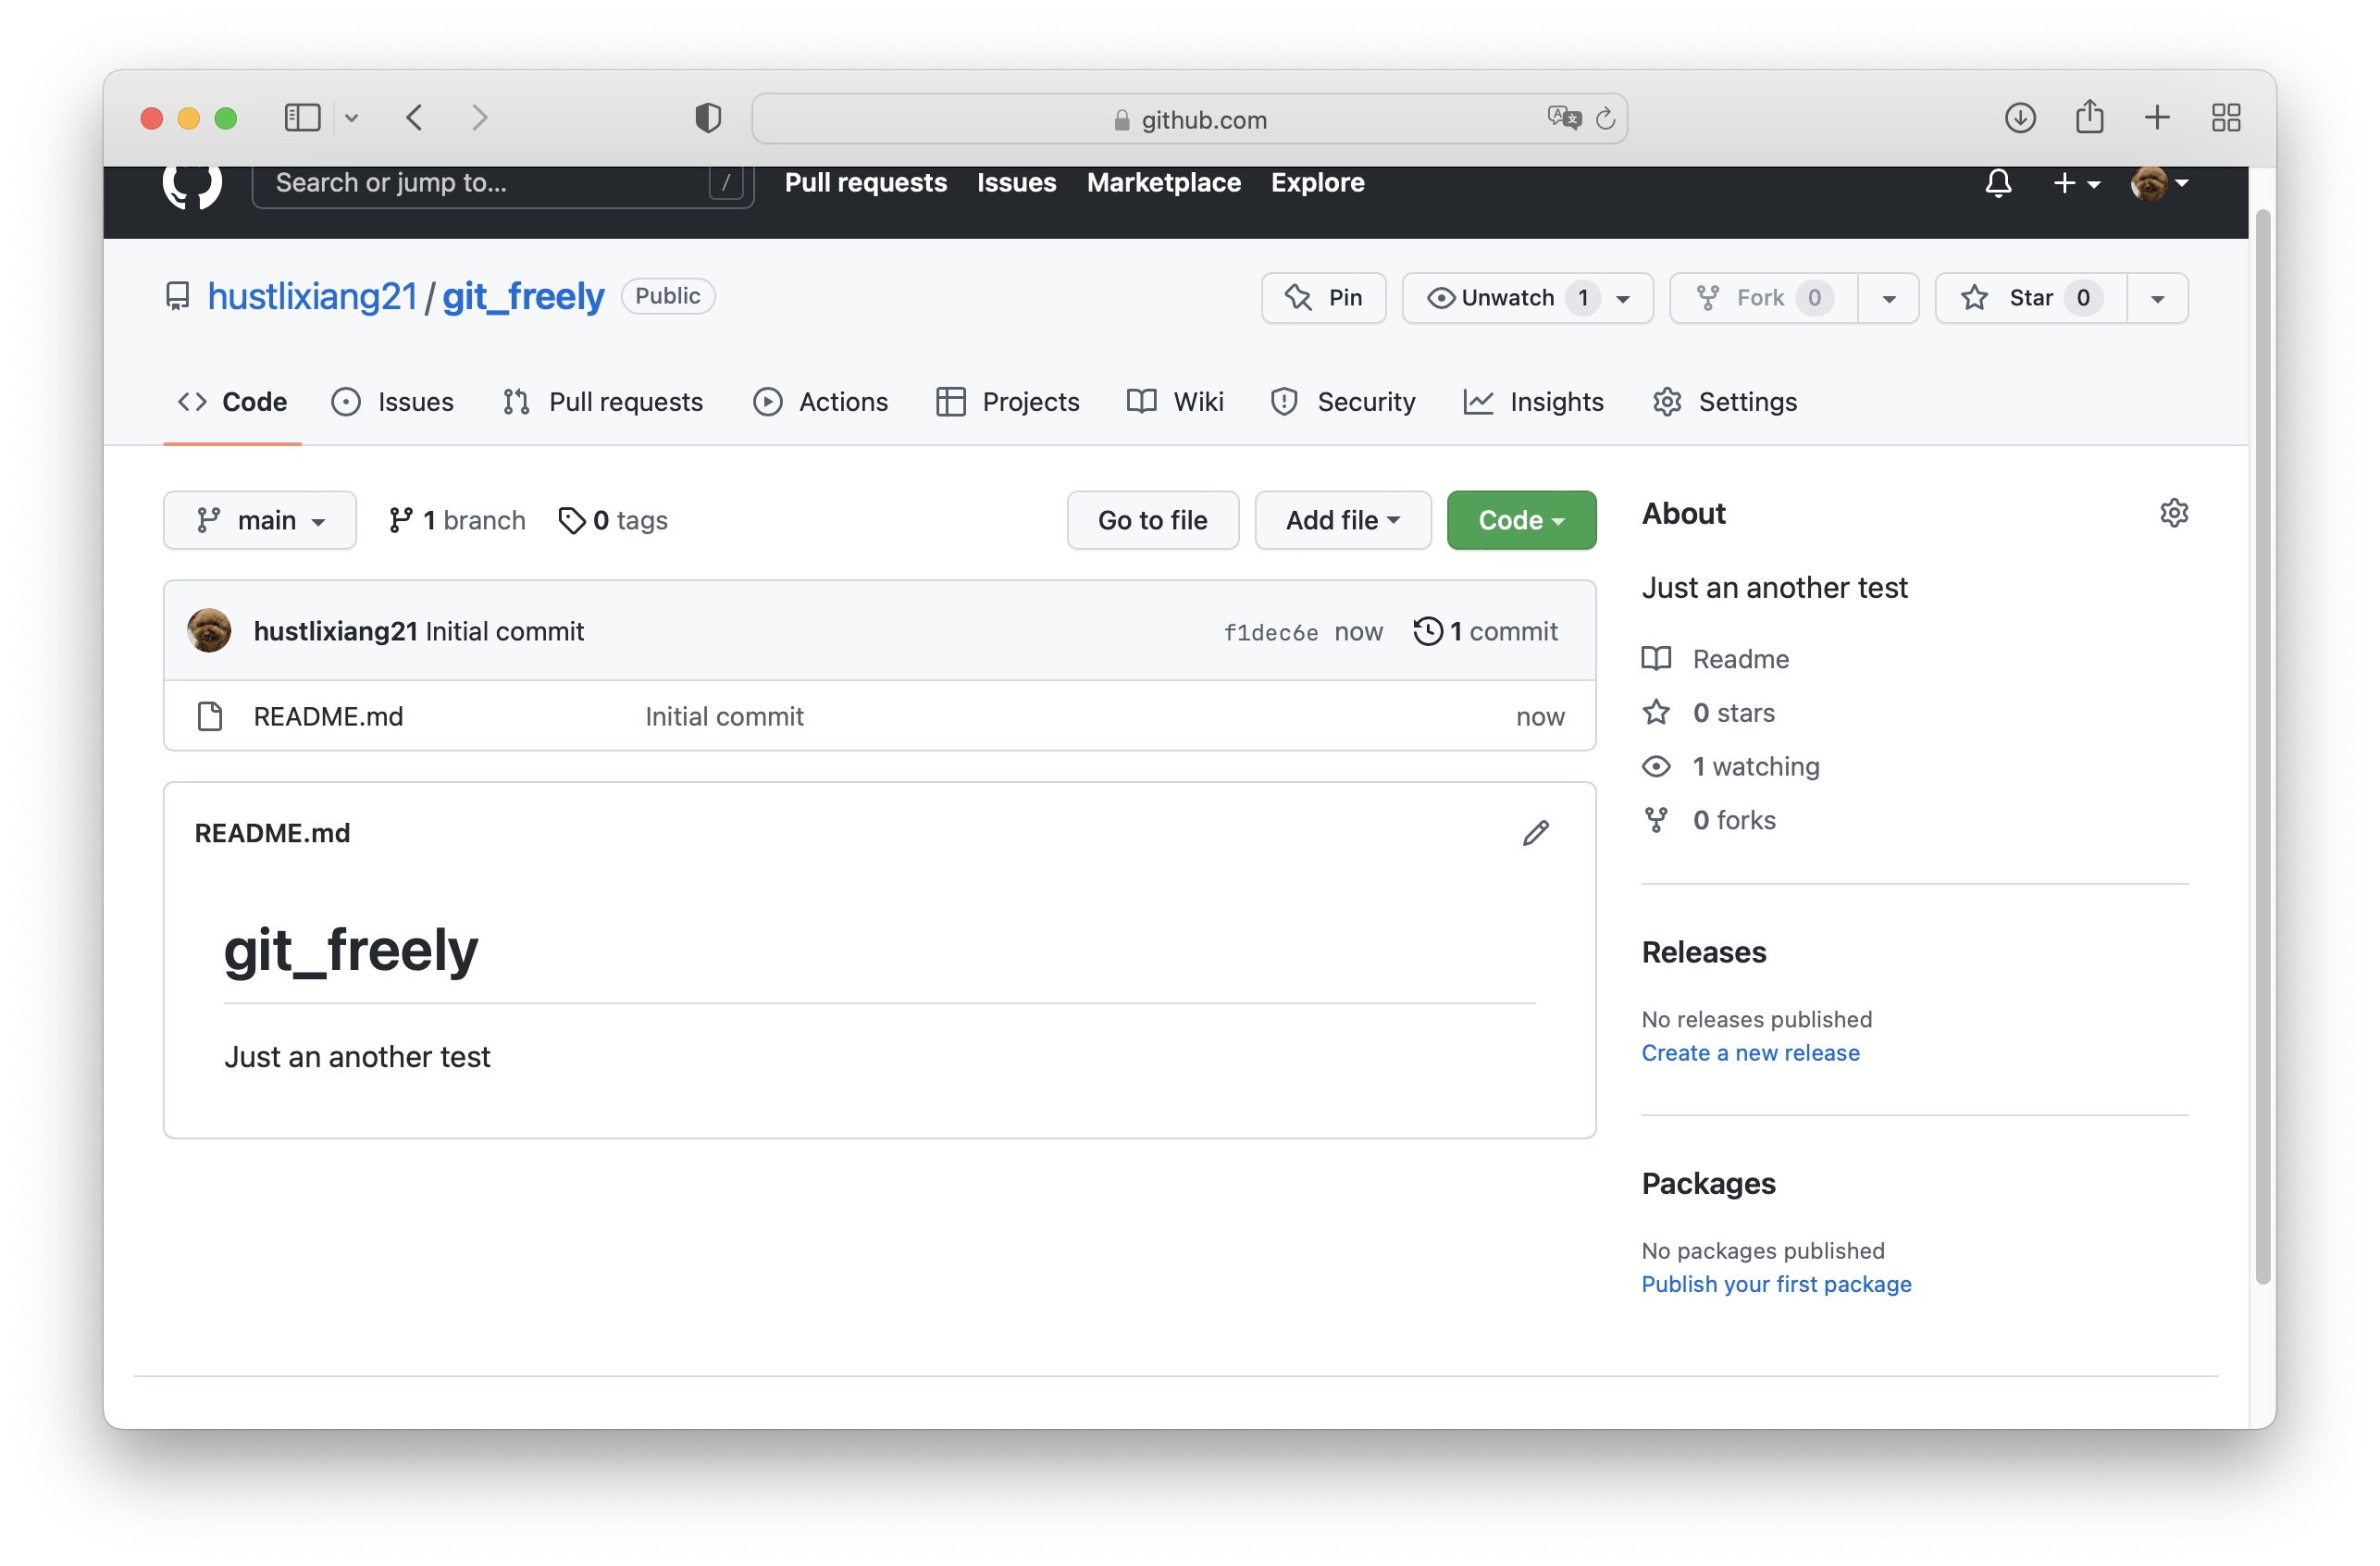 github.com
Search or jump to... / Pull requests Issues Marketplace Explore
hustlixiang21 / git_freely Public Pin Unwatch 1 Fork 0 Star 0
Code Issues Pull requests Actions Projects Wiki Security Insights Settings
main 1 branch 0 tags Go to file Add file Code
hustlixiang21 Initial commit f1dec6e now 1 commit
README.md Initial commit now
README.md
git_freely
Just an another test
About
Just an another test
Readme
0 stars
1 watching
0 forks
Releases
No releases published
Create a new release
Packages
No packages published
Publish your first package